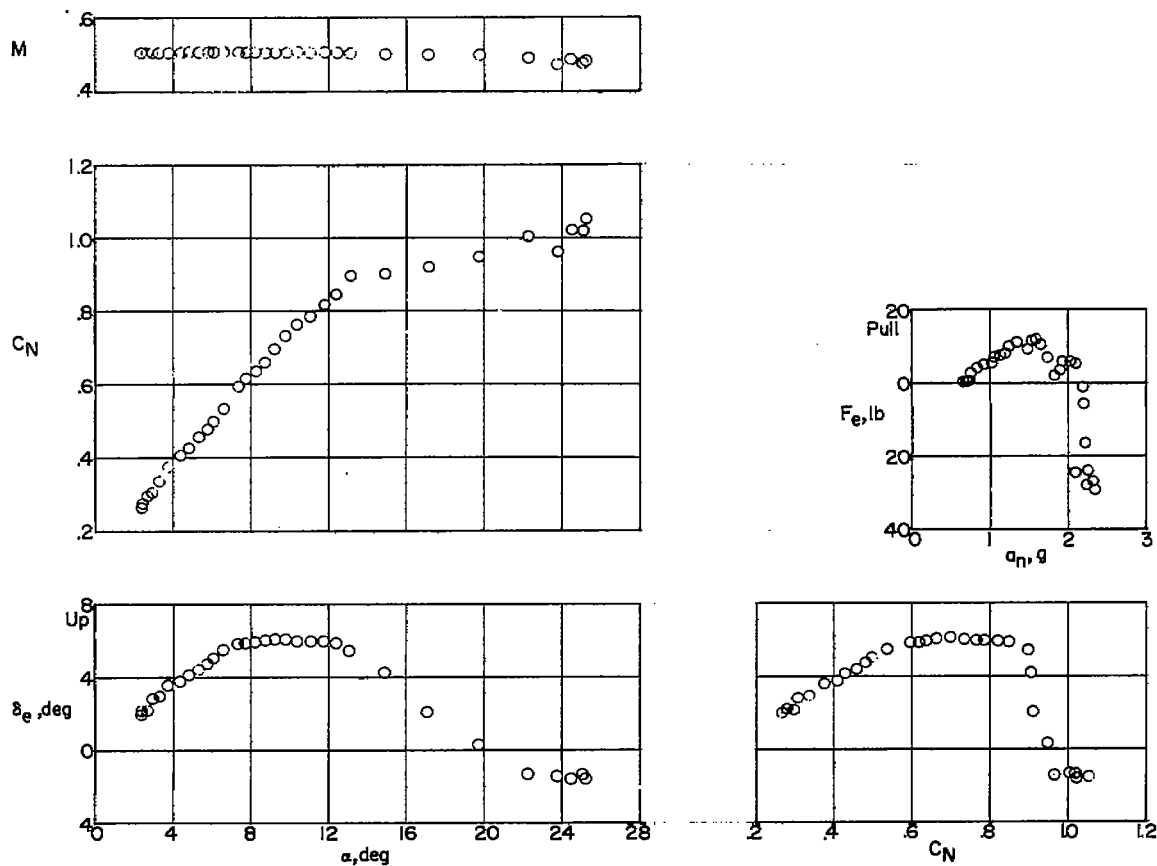 .6
M
.4
1.2
1.0
.8
C_N
.6
.4
.2
20
Pull
0
F_e, lb
20
40
0 1 2 3
a_n, g
Up 8
4
δ_e, deg
0
4
0 4 8 12 16 20 24 28
α, deg
.2 .4 .6 .8 1.0 1.2
C_N